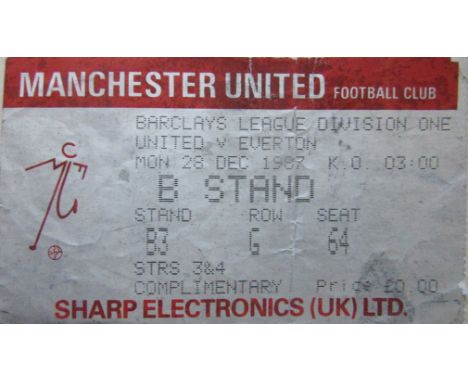 MANCHESTER UNITED FOOTBALL CLUB
BARCLAYS LEAGUE DIVISION ONE
UNITED V EVERTON
MON 28 DEC 1987 K.O. 03:00
B STAND
STAND ROW SEAT
B3 G 64
STRS 3&4
COMPLIMENTARY Price £0.00
SHARP ELECTRONICS (UK) LTD.